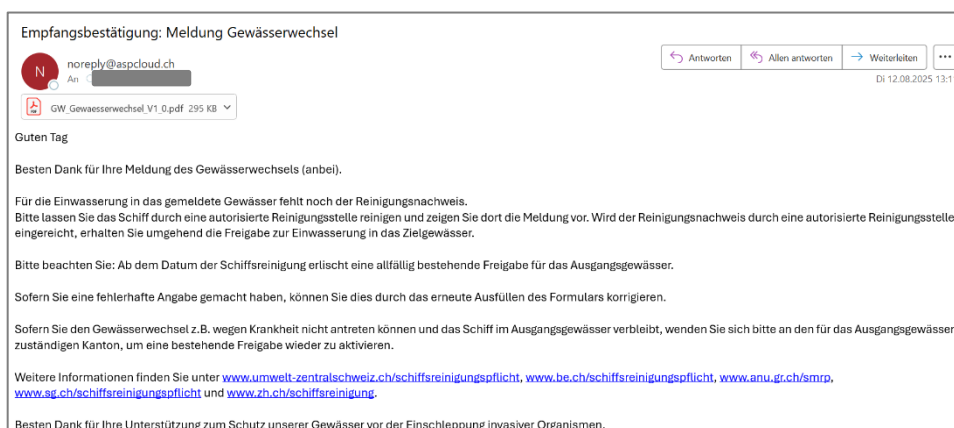 Empfangsbestätigung: Meldung Gewässerwechsel
N
noreply@aspcloud.ch
An
Antworten
Allen antworten
Weiterleiten
Di 12.08.2025 13:1
GW_Gewaesserwechsel_V1_0.pdf 295 KB
Guten Tag
Besten Dank für Ihre Meldung des Gewässerwechsels (anbei).
Für die Einwasserung in das gemeldete Gewässer fehlt noch der Reinigungsnachweis.
Bitte lassen Sie das Schiff durch eine autorisierte Reinigungsstelle reinigen und zeigen Sie dort die Meldung vor. Wird der Reinigungsnachweis durch eine autorisierte Reinigungsstelle
eingereicht, erhalten Sie umgehend die Freigabe zur Einwasserung in das Zielgewässer.
Bitte beachten Sie: Ab dem Datum der Schiffsreinigung erlischt eine allfällig bestehende Freigabe für das Ausgangsgewässer.
Sofern Sie eine fehlerhafte Angabe gemacht haben, können Sie dies durch das erneute Ausfüllen des Formulars korrigieren.
Sofern Sie den Gewässerwechsel z.B. wegen Krankheit nicht antreten können und das Schiff im Ausgangsgewässer verbleibt, wenden Sie sich bitte an den für das Ausgangsgewässer
zuständigen Kanton, um eine bestehende Freigabe wieder zu aktivieren.
Weitere Informationen finden Sie unter www.umwelt-zentralschweiz.ch/schiffsreinigungspflicht, www.be.ch/schiffsreinigungspflicht, www.anu.gr.ch/smrp,
www.sg.ch/schiffsreinigungspflicht und www.zh.ch/schiffsreinigung.
Besten Dank für Ihre Unterstützung zum Schutz unserer Gewässer vor der Einschleppung invasiver Organismen.